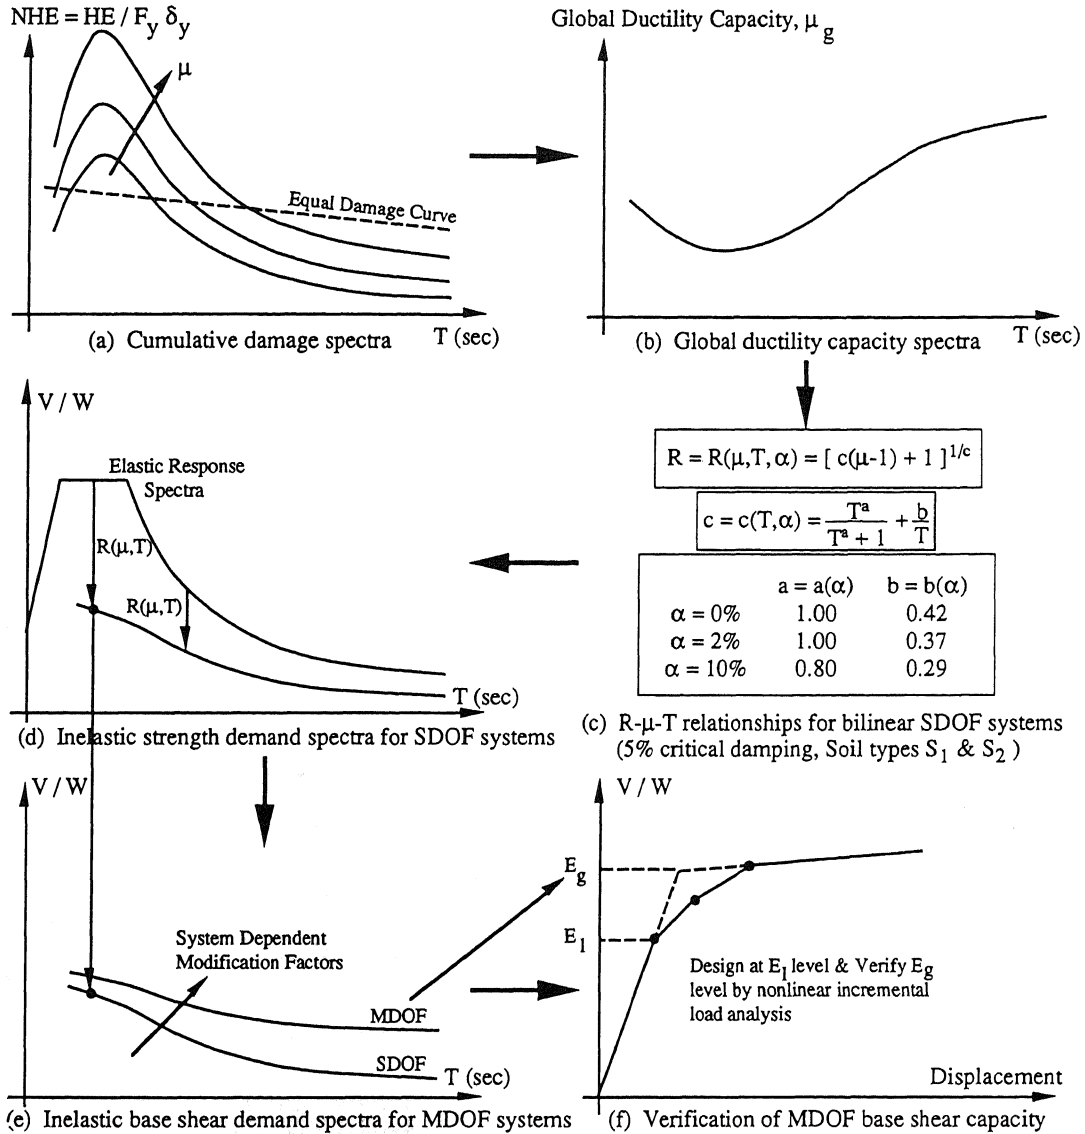 NHE = HE / F_y δ_y
μ
Equal Damage Curve
T (sec)
(a) Cumulative damage spectra
Global Ductility Capacity, μ_g
T (sec)
(b) Global ductility capacity spectra
R = R(μ,T, α) = [ c(μ-1) + 1 ]^1/c
c = c(T,α) = T^a / (T^a + 1) + b/T
a = a(α) b = b(α)
α = 0% 1.00 0.42
α = 2% 1.00 0.37
α = 10% 0.80 0.29
(c) R-μ-T relationships for bilinear SDOF systems
(5% critical damping, Soil types S_1 & S_2 )
V / W
Elastic Response
Spectra
R(μ,T)
R(μ,T)
T (sec)
(d) Inelastic strength demand spectra for SDOF systems
V / W
System Dependent
Modification Factors
MDOF
SDOF
T (sec)
(e) Inelastic base shear demand spectra for MDOF systems
V / W
E_g
E_l
Design at E_l level & Verify E_g
level by nonlinear incremental
load analysis
Displacement
(f) Verification of MDOF base shear capacity